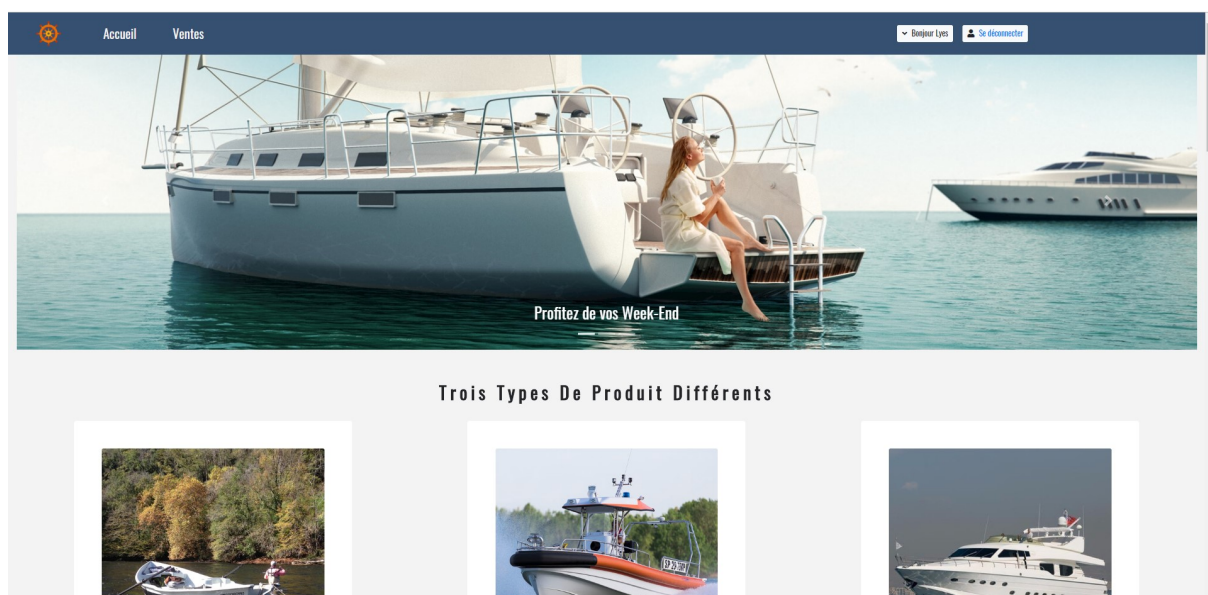 Accueil Ventes Bonjour Lyes Se déconnecter
Profitez de vos Week-End
Trois Types De Produit Différents